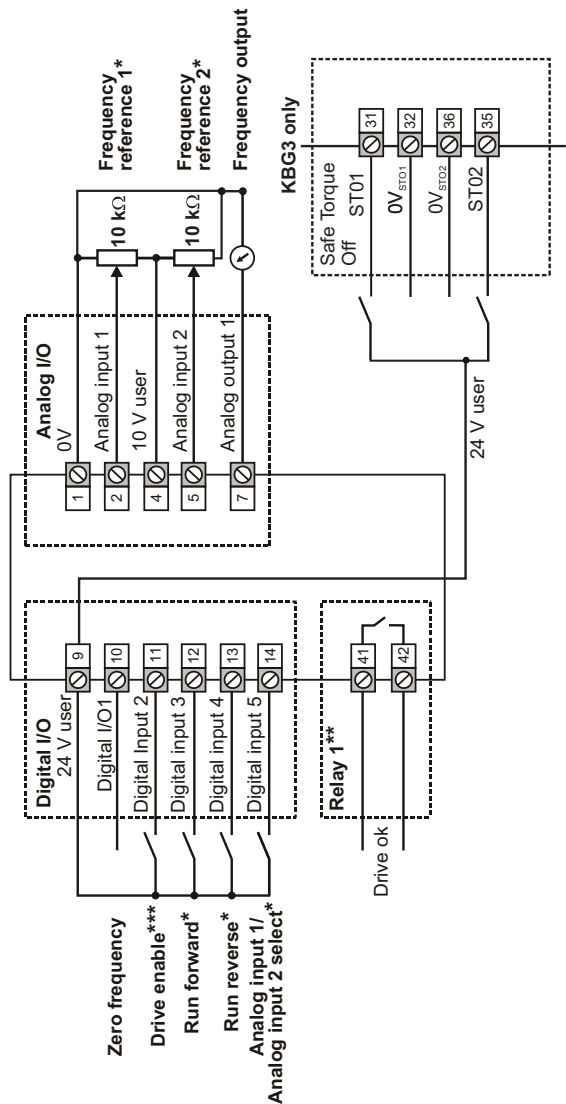 Analog I/O
0V
1
Analog input 1
2
10 V user
4
Analog input 2
5
Analog output 1
7
10 kΩ
Frequency
reference 1*
10 kΩ
Frequency
reference 2*
Frequency output
Digital I/O
24 V user
9
Digital I/O1
10
Digital Input 2
11
Digital input 3
12
Digital input 4
13
Digital input 5
14
Zero frequency
Drive enable***
Run forward*
Run reverse*
Analog input 1/
Analog input 2 select*
Relay 1**
41
42
Drive ok
24 V user
KBG3 only
Safe Torque
Off
ST01
31
0VSTO1
32
0VSTO2
36
ST02
35